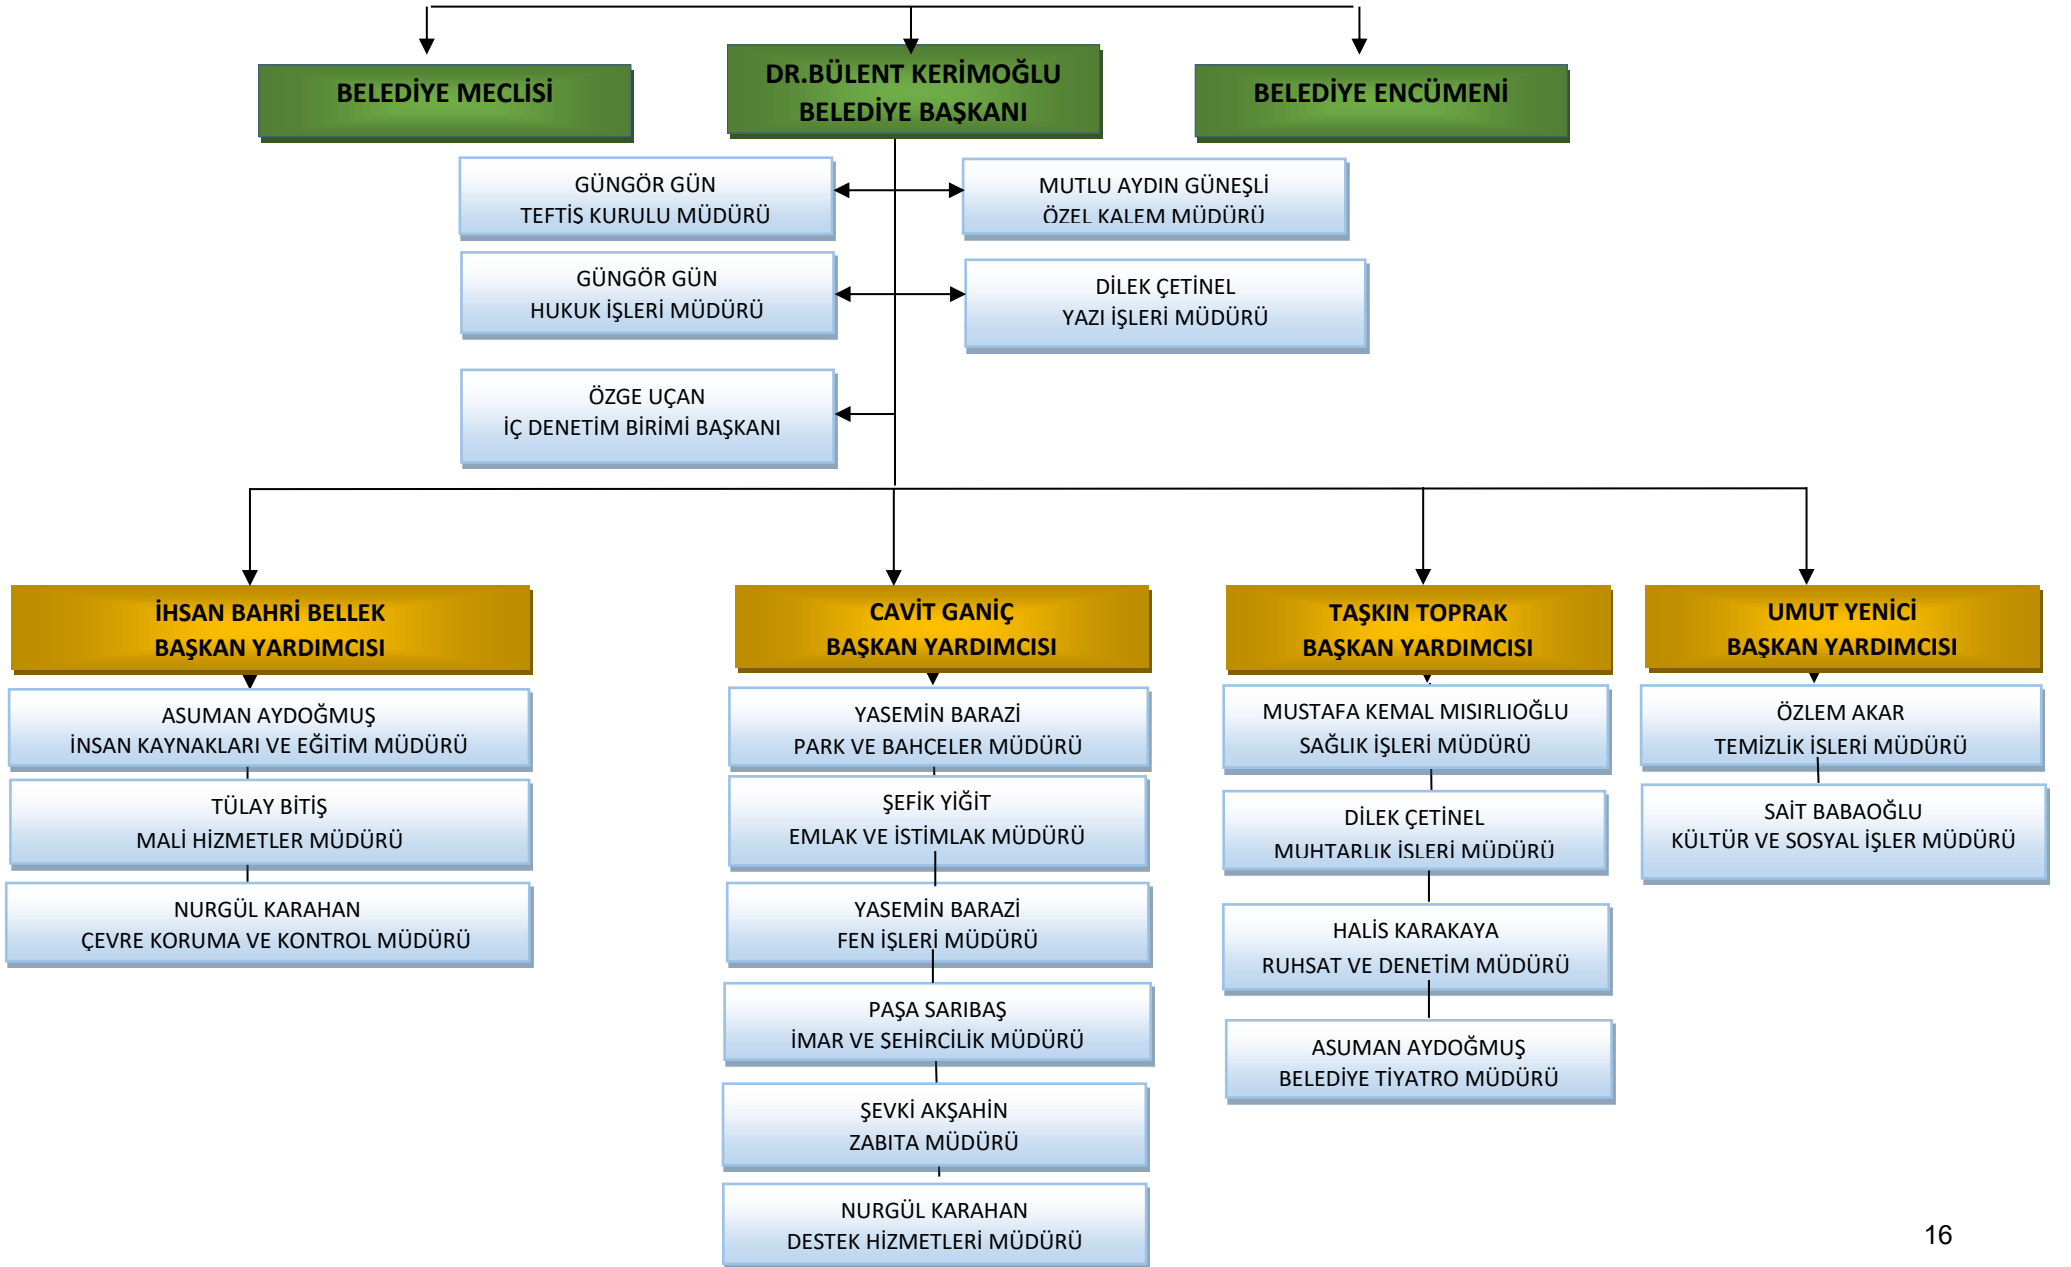 BELEDİYE MECLİSİ
DR.BÜLENT KERİMOĞLU
BELEDİYE BAŞKANI
BELEDİYE ENCÜMENİ
GÜNGÖR GÜN
TEFTİŞ KURULU MÜDÜRÜ
MUTLU AYDIN GÜNEŞLİ
ÖZEL KALEM MÜDÜRÜ
GÜNGÖR GÜN
HUKUK İŞLERİ MÜDÜRÜ
DİLEK ÇETİNEL
YAZI İŞLERİ MÜDÜRÜ
ÖZGE UÇAN
İÇ DENETİM BİRİMİ BAŞKANI
İHSAN BAHRİ BELLEK
BAŞKAN YARDIMCISI
ASUMAN AYDOĞMUŞ
İNSAN KAYNAKLARI VE EĞİTİM MÜDÜRÜ
TÜLAY BİTİŞ
MALİ HİZMETLER MÜDÜRÜ
NURGÜL KARAHAN
ÇEVRE KORUMA VE KONTROL MÜDÜRÜ
CAVİT GANİÇ
BAŞKAN YARDIMCISI
YASEMİN BARAZİ
PARK VE BAHÇELER MÜDÜRÜ
ŞEFİK YİĞİT
EMLAK VE İSTİMLAK MÜDÜRÜ
YASEMİN BARAZİ
FEN İŞLERİ MÜDÜRÜ
PAŞA SARIBAŞ
İMAR VE ŞEHİRCİLİK MÜDÜRÜ
ŞEVKİ AKŞAHİN
ZABITA MÜDÜRÜ
NURGÜL KARAHAN
DESTEK HİZMETLERİ MÜDÜRÜ
TAŞKIN TOPRAK
BAŞKAN YARDIMCISI
MUSTAFA KEMAL MISIRLIOĞLU
SAĞLIK İŞLERİ MÜDÜRÜ
DİLEK ÇETİNEL
MUHTARLIK İŞLERİ MÜDÜRÜ
HALİS KARAKAYA
RUHSAT VE DENETİM MÜDÜRÜ
ASUMAN AYDOĞMUŞ
BELEDİYE TİYATRO MÜDÜRÜ
UMUT YENİCİ
BAŞKAN YARDIMCISI
ÖZLEM AKAR
TEMİZLİK İŞLERİ MÜDÜRÜ
SAİT BABAOĞLU
KÜLTÜR VE SOSYAL İŞLER MÜDÜRÜ
16